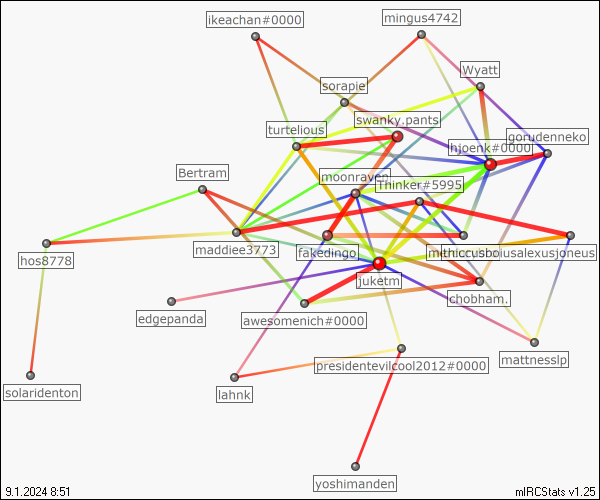 ikeachan#0000
mingus4742
Wyatt
sorapie
swanky.pants
turtelious
hjoenk#0000
gorudenneko
Bertram
moonraven
Thinker#5995
maddiee3773
fakedingo
hos8778
juketm
chobham.
edgepanda
awesomenich#0000
mattnesslp
presidentevilcool2012#0000
solaridenton
lahnk
yoshimanden
9.1.2024 8:51
mIRCStats v1.25